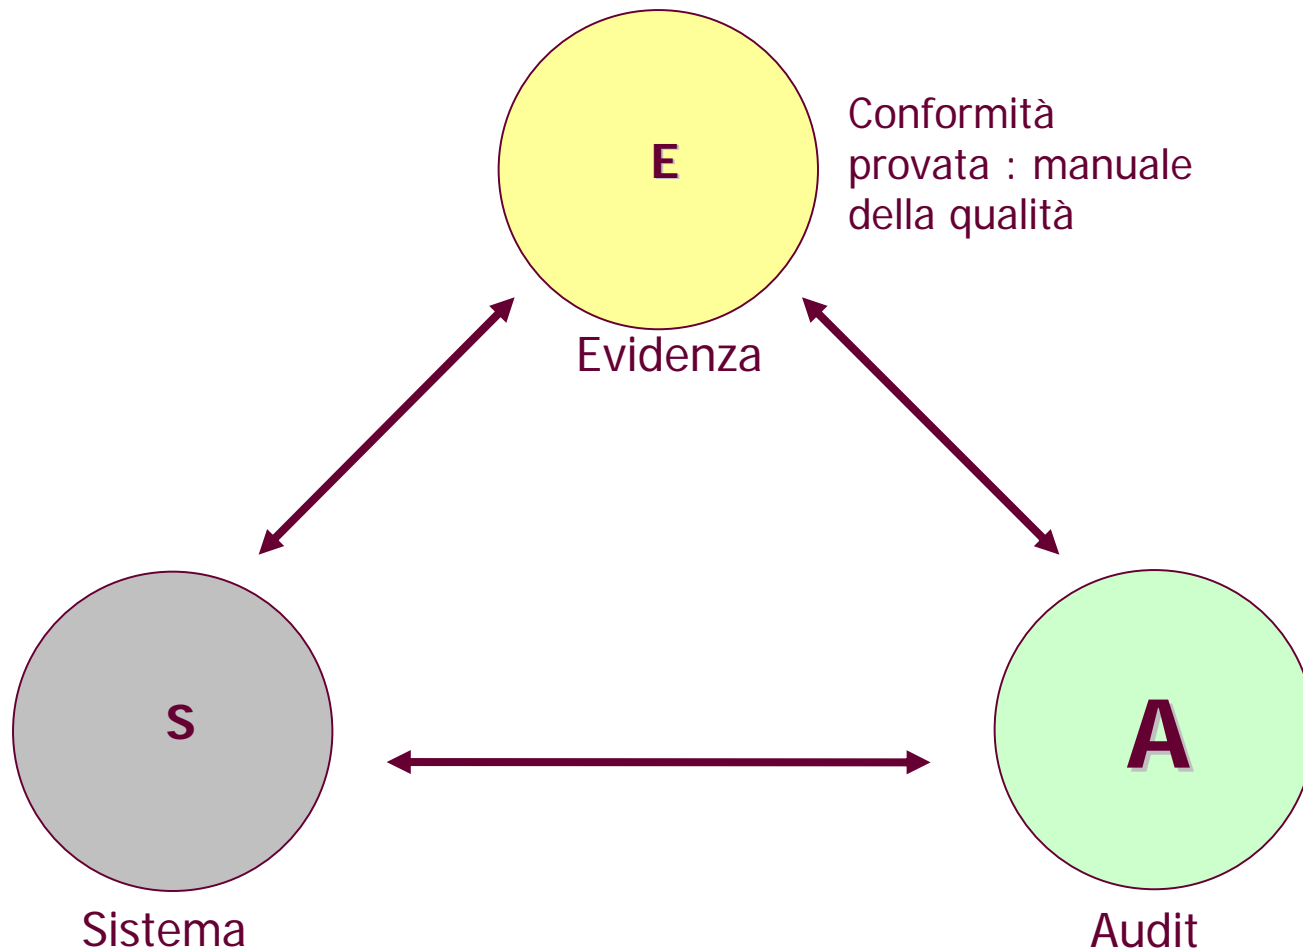 E
Conformità
provata : manuale
della qualità
Evidenza
S
A
Sistema
Audit